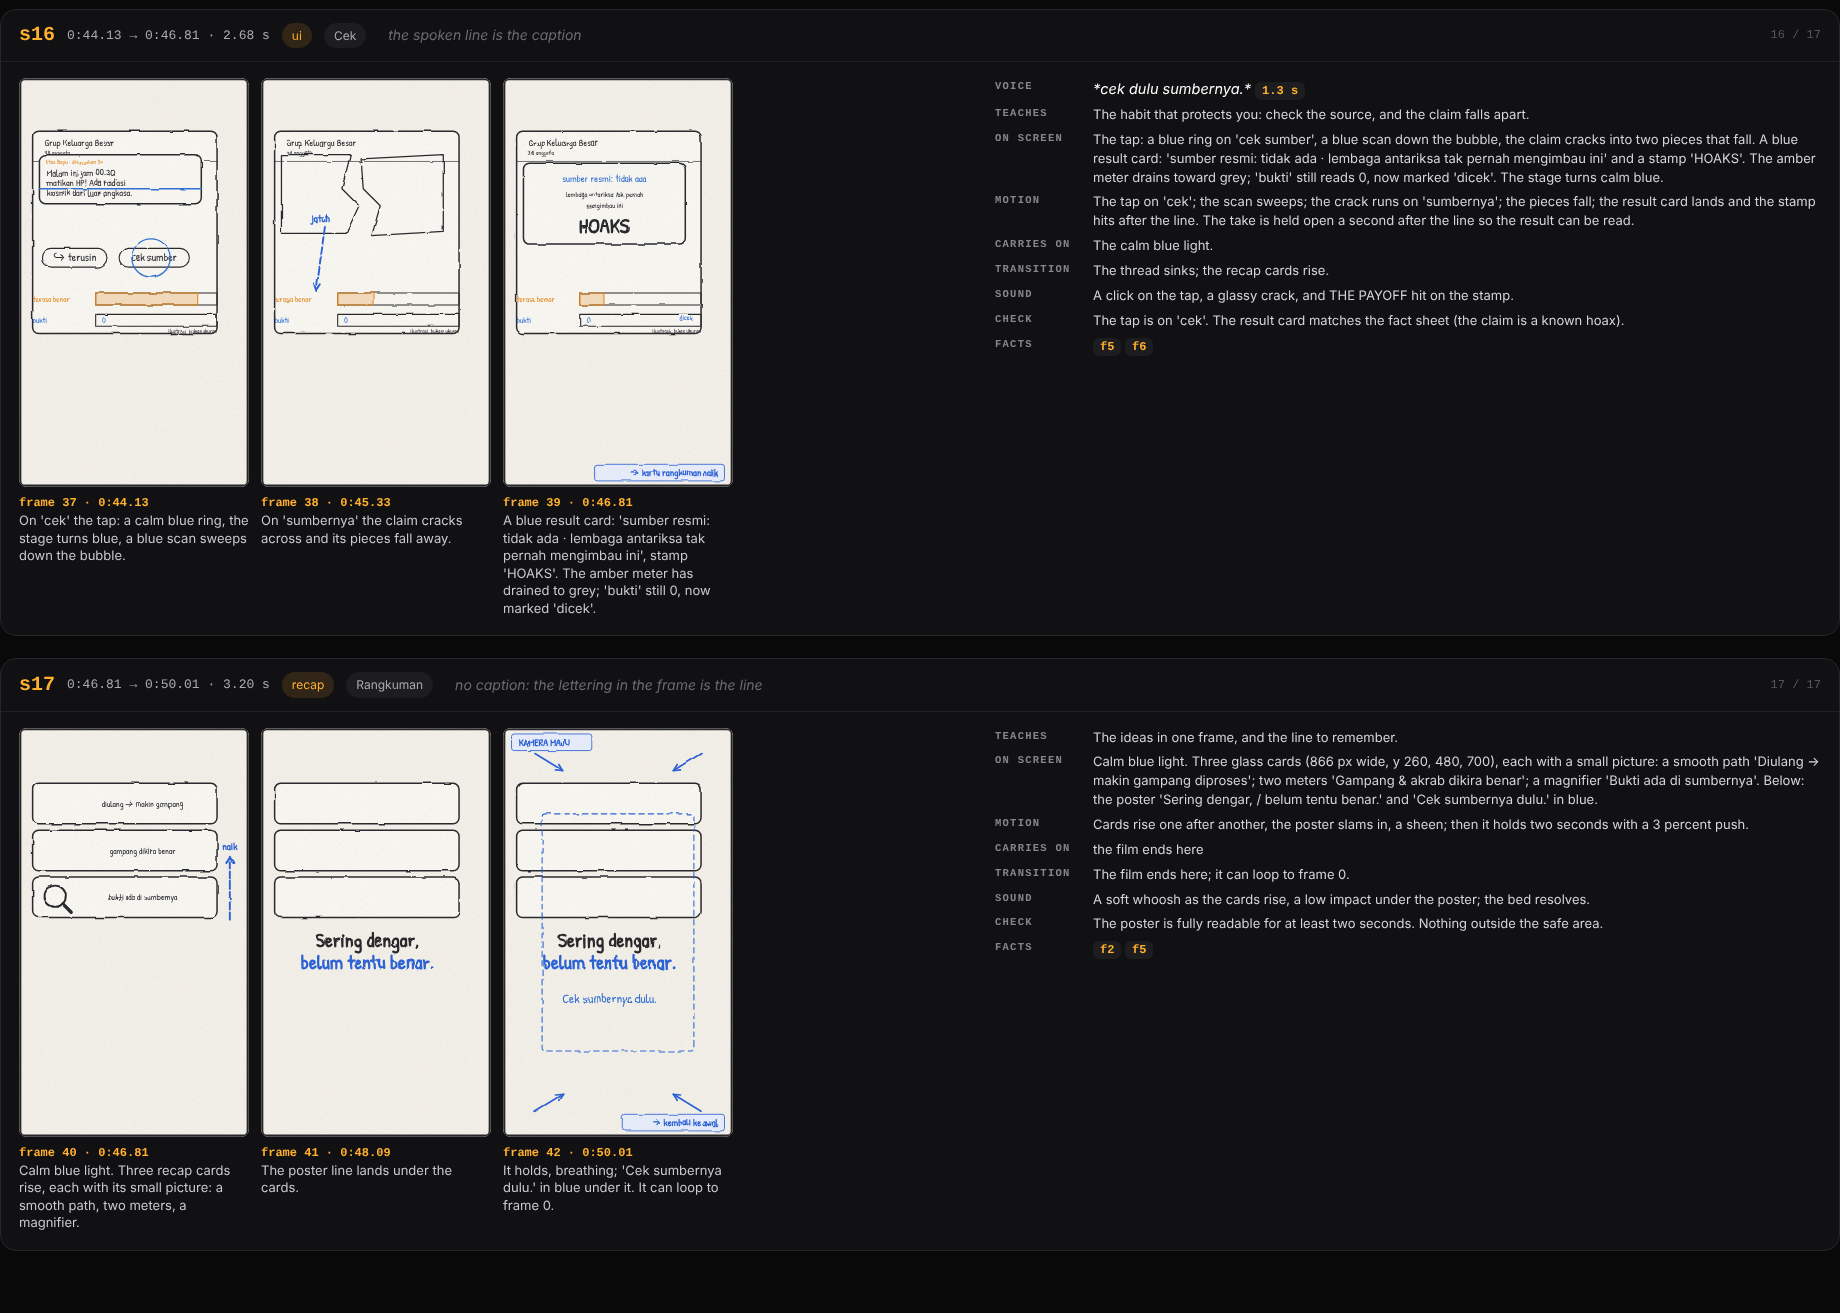 s16 0:44.13 → 0:46.81 · 2.68 s ui Cek the spoken line is the caption 16 / 17
Grup Keluarga Besar
Malam ini jam 00.30
matikan HP! Ada radiasi
kosmik dari luar angkasa.
↪ terusin cek sumber
terasa benar
bukti 0
ilustrasi, bukan ukuran
Grup Keluarga Besar
38 anggota
jatuh
terasa benar
bukti 0
ilustrasi, bukan ukuran
Grup Keluarga Besar
38 anggota
sumber resmi: tidak ada
lembaga antariksa tak pernah
mengimbau ini
HOAKS
terasa benar
bukti 0 dicek
ilustrasi, bukan ukuran
→ kartu rangkuman naik
frame 37 · 0:44.13
On 'cek' the tap: a calm blue ring, the
stage turns blue, a blue scan sweeps
down the bubble.
frame 38 · 0:45.33
On 'sumbernya' the claim cracks
across and its pieces fall away.
frame 39 · 0:46.81
A blue result card: 'sumber resmi:
tidak ada · lembaga antariksa tak
pernah mengimbau ini', stamp
'HOAKS'. The amber meter has
drained to grey; 'bukti' still 0, now
marked 'dicek'.
VOICE *cek dulu sumbernya.* 1.3 s
TEACHES The habit that protects you: check the source, and the claim falls apart.
ON SCREEN The tap: a blue ring on 'cek sumber', a blue scan down the bubble, the claim cracks into two pieces that fall. A blue
result card: 'sumber resmi: tidak ada · lembaga antariksa tak pernah mengimbau ini' and a stamp 'HOAKS'. The amber
meter drains toward grey; 'bukti' still reads 0, now marked 'dicek'. The stage turns calm blue.
MOTION The tap on 'cek'; the scan sweeps; the crack runs on 'sumbernya'; the pieces fall; the result card lands and the stamp
hits after the line. The take is held open a second after the line so the result can be read.
CARRIES ON The calm blue light.
TRANSITION The thread sinks; the recap cards rise.
SOUND A click on the tap, a glassy crack, and THE PAYOFF hit on the stamp.
CHECK The tap is on 'cek'. The result card matches the fact sheet (the claim is a known hoax).
FACTS f5 f6
s17 0:46.81 → 0:50.01 · 3.20 s recap Rangkuman no caption: the lettering in the frame is the line 17 / 17
diulang → makin gampang
gampang dikira benar
bukti ada di sumbernya
naik
Sering dengar,
belum tentu benar.
KAMERA MAJU
Sering dengar,
belum tentu benar.
Cek sumbernya dulu.
→ kembali ke awal
frame 40 · 0:46.81
Calm blue light. Three recap cards
rise, each with its small picture: a
smooth path, two meters, a
magnifier.
frame 41 · 0:48.09
The poster line lands under the
cards.
frame 42 · 0:50.01
It holds, breathing; 'Cek sumbernya
dulu.' in blue under it. It can loop to
frame 0.
TEACHES The ideas in one frame, and the line to remember.
ON SCREEN Calm blue light. Three glass cards (866 px wide, y 260, 480, 700), each with a small picture: a smooth path 'Diulang →
makin gampang diproses'; two meters 'Gampang & akrab dikira benar'; a magnifier 'Bukti ada di sumbernya'. Below:
the poster 'Sering dengar, / belum tentu benar.' and 'Cek sumbernya dulu.' in blue.
MOTION Cards rise one after another, the poster slams in, a sheen; then it holds two seconds with a 3 percent push.
CARRIES ON the film ends here
TRANSITION The film ends here; it can loop to frame 0.
SOUND A soft whoosh as the cards rise, a low impact under the poster; the bed resolves.
CHECK The poster is fully readable for at least two seconds. Nothing outside the safe area.
FACTS f2 f5